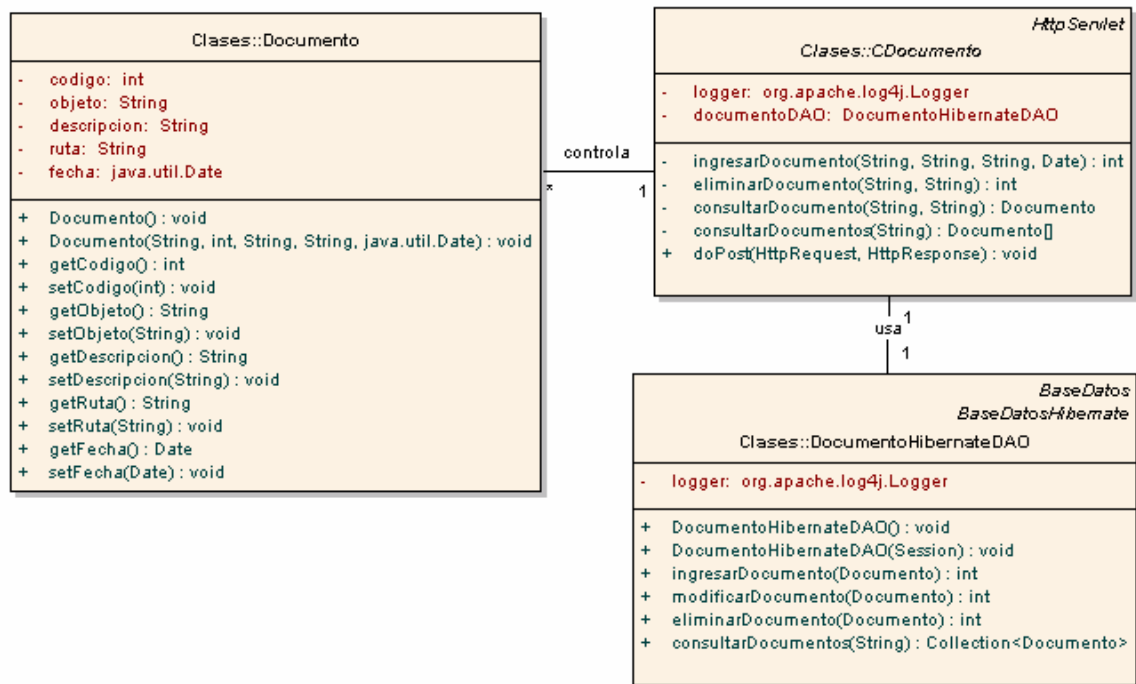 Clases::Documento
- codigo: int
- objeto: String
- descripcion: String
- ruta: String
- fecha: java.util.Date
+ Documento() : void
+ Documento(String, int, String, String, java.util.Date) : void
+ getCodigo() : int
+ setCodigo(int) : void
+ getObjeto() : String
+ setObjeto(String) : void
+ getDescripcion() : String
+ setDescripcion(String) : void
+ getRuta() : String
+ setRuta(String) : void
+ getFecha() : Date
+ setFecha(Date) : void
controla
* 1
HttpServlet
Clases::CDocumento
- logger: org.apache.log4j.Logger
- documentoDAO: DocumentoHibernateDAO
- ingresarDocumento(String, String, String, Date) : int
- eliminarDocumento(String, String) : int
- consultarDocumento(String, String) : Documento
- consultarDocumentos(String) : Documento[]
+ doPost(HttpRequest, HttpResponse) : void
1
usa
1
BaseDatos
BaseDatosHibernate
Clases::DocumentoHibernateDAO
- logger: org.apache.log4j.Logger
+ DocumentoHibernateDAO() : void
+ DocumentoHibernateDAO(Session) : void
+ ingresarDocumento(Documento) : int
+ modificarDocumento(Documento) : int
+ eliminarDocumento(Documento) : int
+ consultarDocumentos(String) : Collection<Documento>